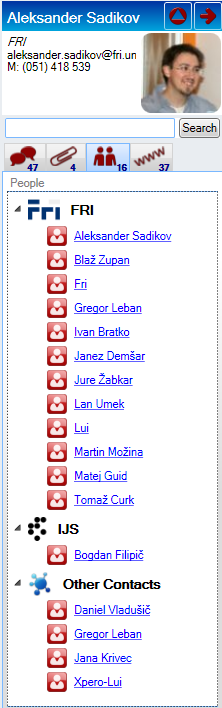 Aleksander Sadikov
FRI
aleksander.sadikov@fri.un
M: (051) 418 539
Search
47 4 16 www 37
People
Fri FRI
Aleksander Sadikov
Blaž Zupan
Fri
Gregor Leban
Ivan Bratko
Janez Demšar
Jure Žabkar
Lan Umek
Lui
Martin Možina
Matej Guid
Tomaž Curk
IJS
Bogdan Filipič
Other Contacts
Daniel Vladušič
Gregor Leban
Jana Krivec
Xpero-Lui